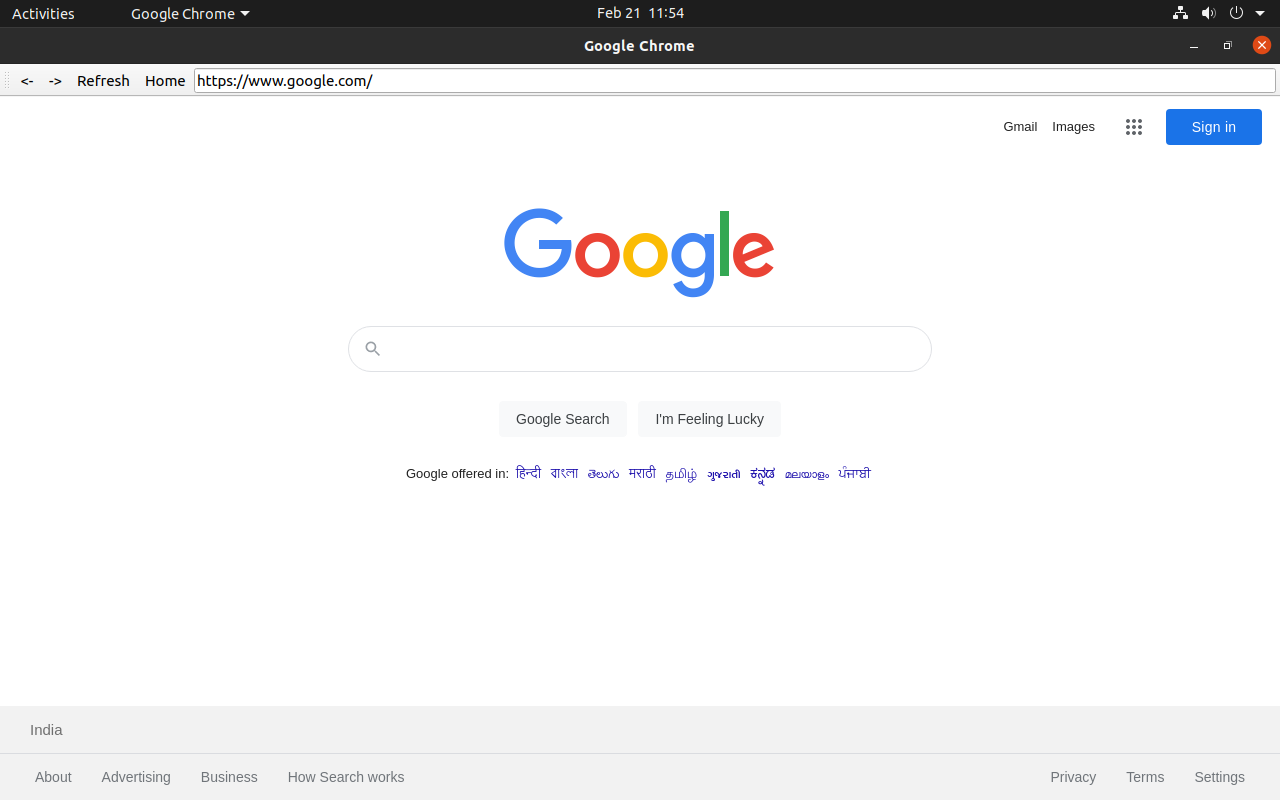 Activities Google Chrome Feb 21 11:54
Google Chrome
<- -> Refresh Home https://www.google.com/
Gmail Images Sign in
Google
Google Search I'm Feeling Lucky
Google offered in: हिन्दी বাংলা తెలుగు मराठी தமிழ் ગુજરાતી ಕನ್ನಡ മലയാളം ਪੰਜਾਬੀ
India
About Advertising Business How Search works Privacy Terms Settings